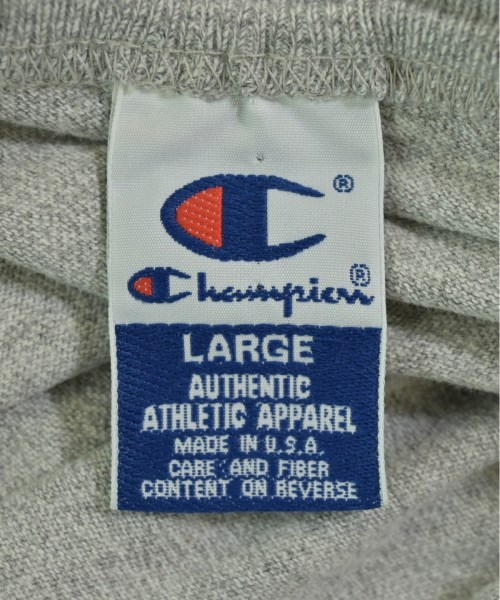 C®
Champion®
LARGE
AUTHENTIC
ATHLETIC APPAREL
MADE IN U.S.A.
CARE AND FIBER
CONTENT ON REVERSE